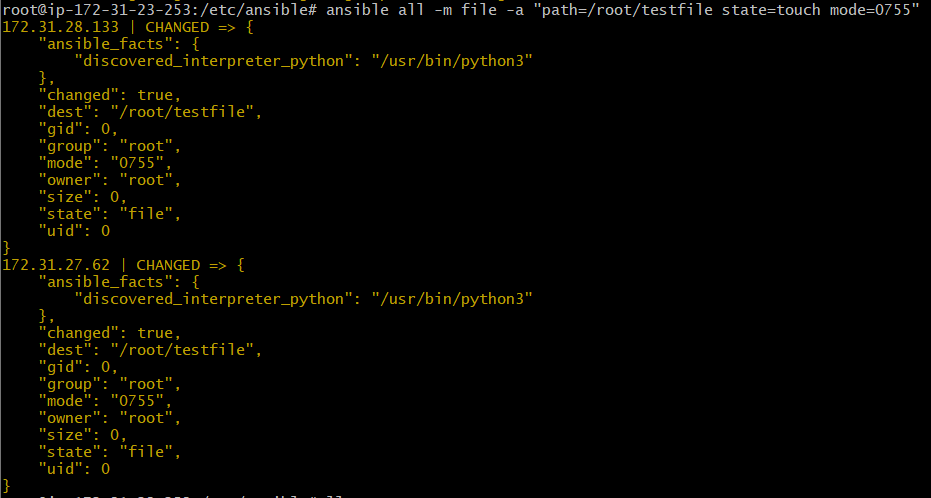 root@ip-172-31-23-253:/etc/ansible# ansible all -m file -a "path=/root/testfile state=touch mode=0755"
172.31.28.133 | CHANGED => {
    "ansible_facts": {
        "discovered_interpreter_python": "/usr/bin/python3"
    },
    "changed": true,
    "dest": "/root/testfile",
    "gid": 0,
    "group": "root",
    "mode": "0755",
    "owner": "root",
    "size": 0,
    "state": "file",
    "uid": 0
}
172.31.27.62 | CHANGED => {
    "ansible_facts": {
        "discovered_interpreter_python": "/usr/bin/python3"
    },
    "changed": true,
    "dest": "/root/testfile",
    "gid": 0,
    "group": "root",
    "mode": "0755",
    "owner": "root",
    "size": 0,
    "state": "file",
    "uid": 0
}